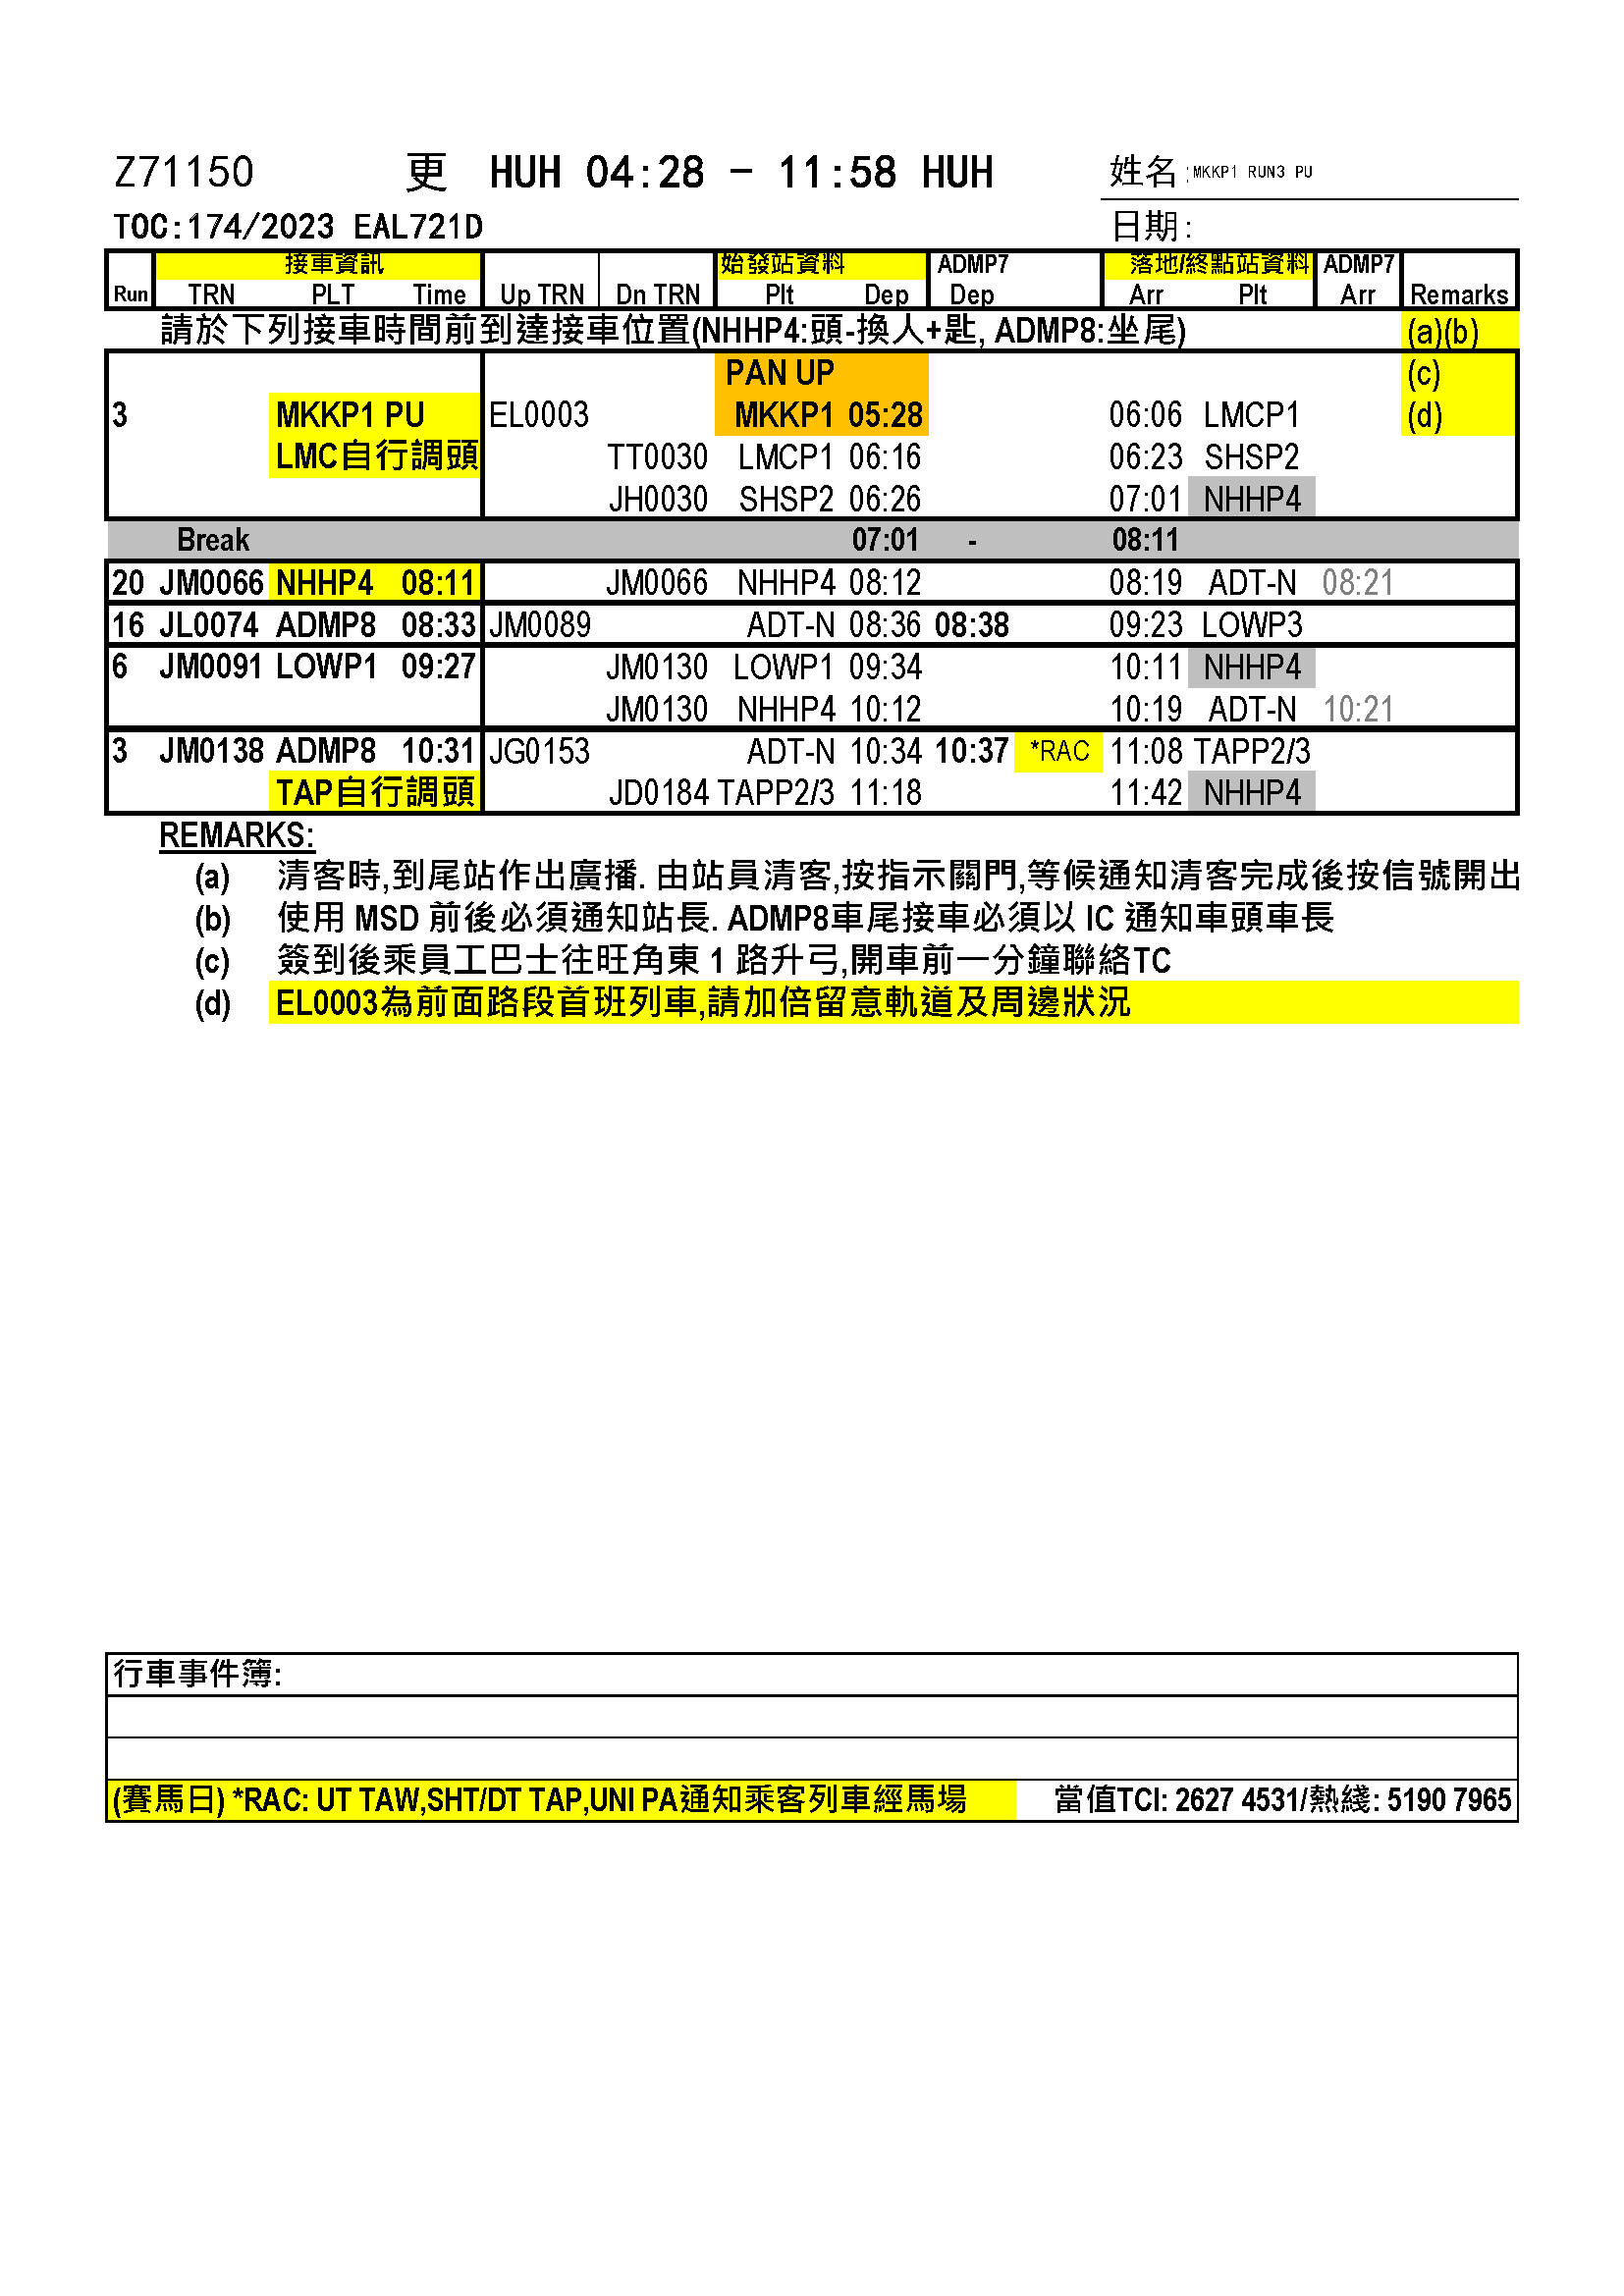 Z71150 更 HUH 04:28 - 11:58 HUH 姓名:MKKP1 RUN3 PU
TOC:174/2023 EAL721D 日期:
接車資訊 始發站資料 ADMP7 落地/終點站資料 ADMP7
Run TRN PLT Time Up TRN Dn TRN Plt Dep Dep Arr Plt Arr Remarks
請於下列接車時間前到達接車位置(NHHP4:頭-換人+匙, ADMP8:坐尾) (a)(b)
PAN UP (c)
3 MKKP1 PU EL0003 MKKP1 05:28 06:06 LMCP1 (d)
LMC自行調頭 TT0030 LMCP1 06:16 06:23 SHSP2
JH0030 SHSP2 06:26 07:01 NHHP4
Break 07:01 - 08:11
20 JM0066 NHHP4 08:11 JM0066 NHHP4 08:12 08:19 ADT-N 08:21
16 JL0074 ADMP8 08:33 JM0089 ADT-N 08:36 08:38 09:23 LOWP3
6 JM0091 LOWP1 09:27 JM0130 LOWP1 09:34 10:11 NHHP4
JM0130 NHHP4 10:12 10:19 ADT-N 10:21
3 JM0138 ADMP8 10:31 JG0153 ADT-N 10:34 10:37 *RAC 11:08 TAPP2/3
TAP自行調頭 JD0184 TAPP2/3 11:18 11:42 NHHP4
REMARKS:
(a) 清客時,到尾站作出廣播. 由站員清客,按指示關門,等候通知清客完成後按信號開出
(b) 使用 MSD 前後必須通知站長. ADMP8車尾接車必須以 IC 通知車頭車長
(c) 簽到後乘員工巴士往旺角東 1 路升弓,開車前一分鐘聯絡TC
(d) EL0003為前面路段首班列車,請加倍留意軌道及周邊狀況
行車事件簿:
(賽馬日) *RAC: UT TAW,SHT/DT TAP,UNI PA通知乘客列車經馬場 當值TCI: 2627 4531/熱綫: 5190 7965